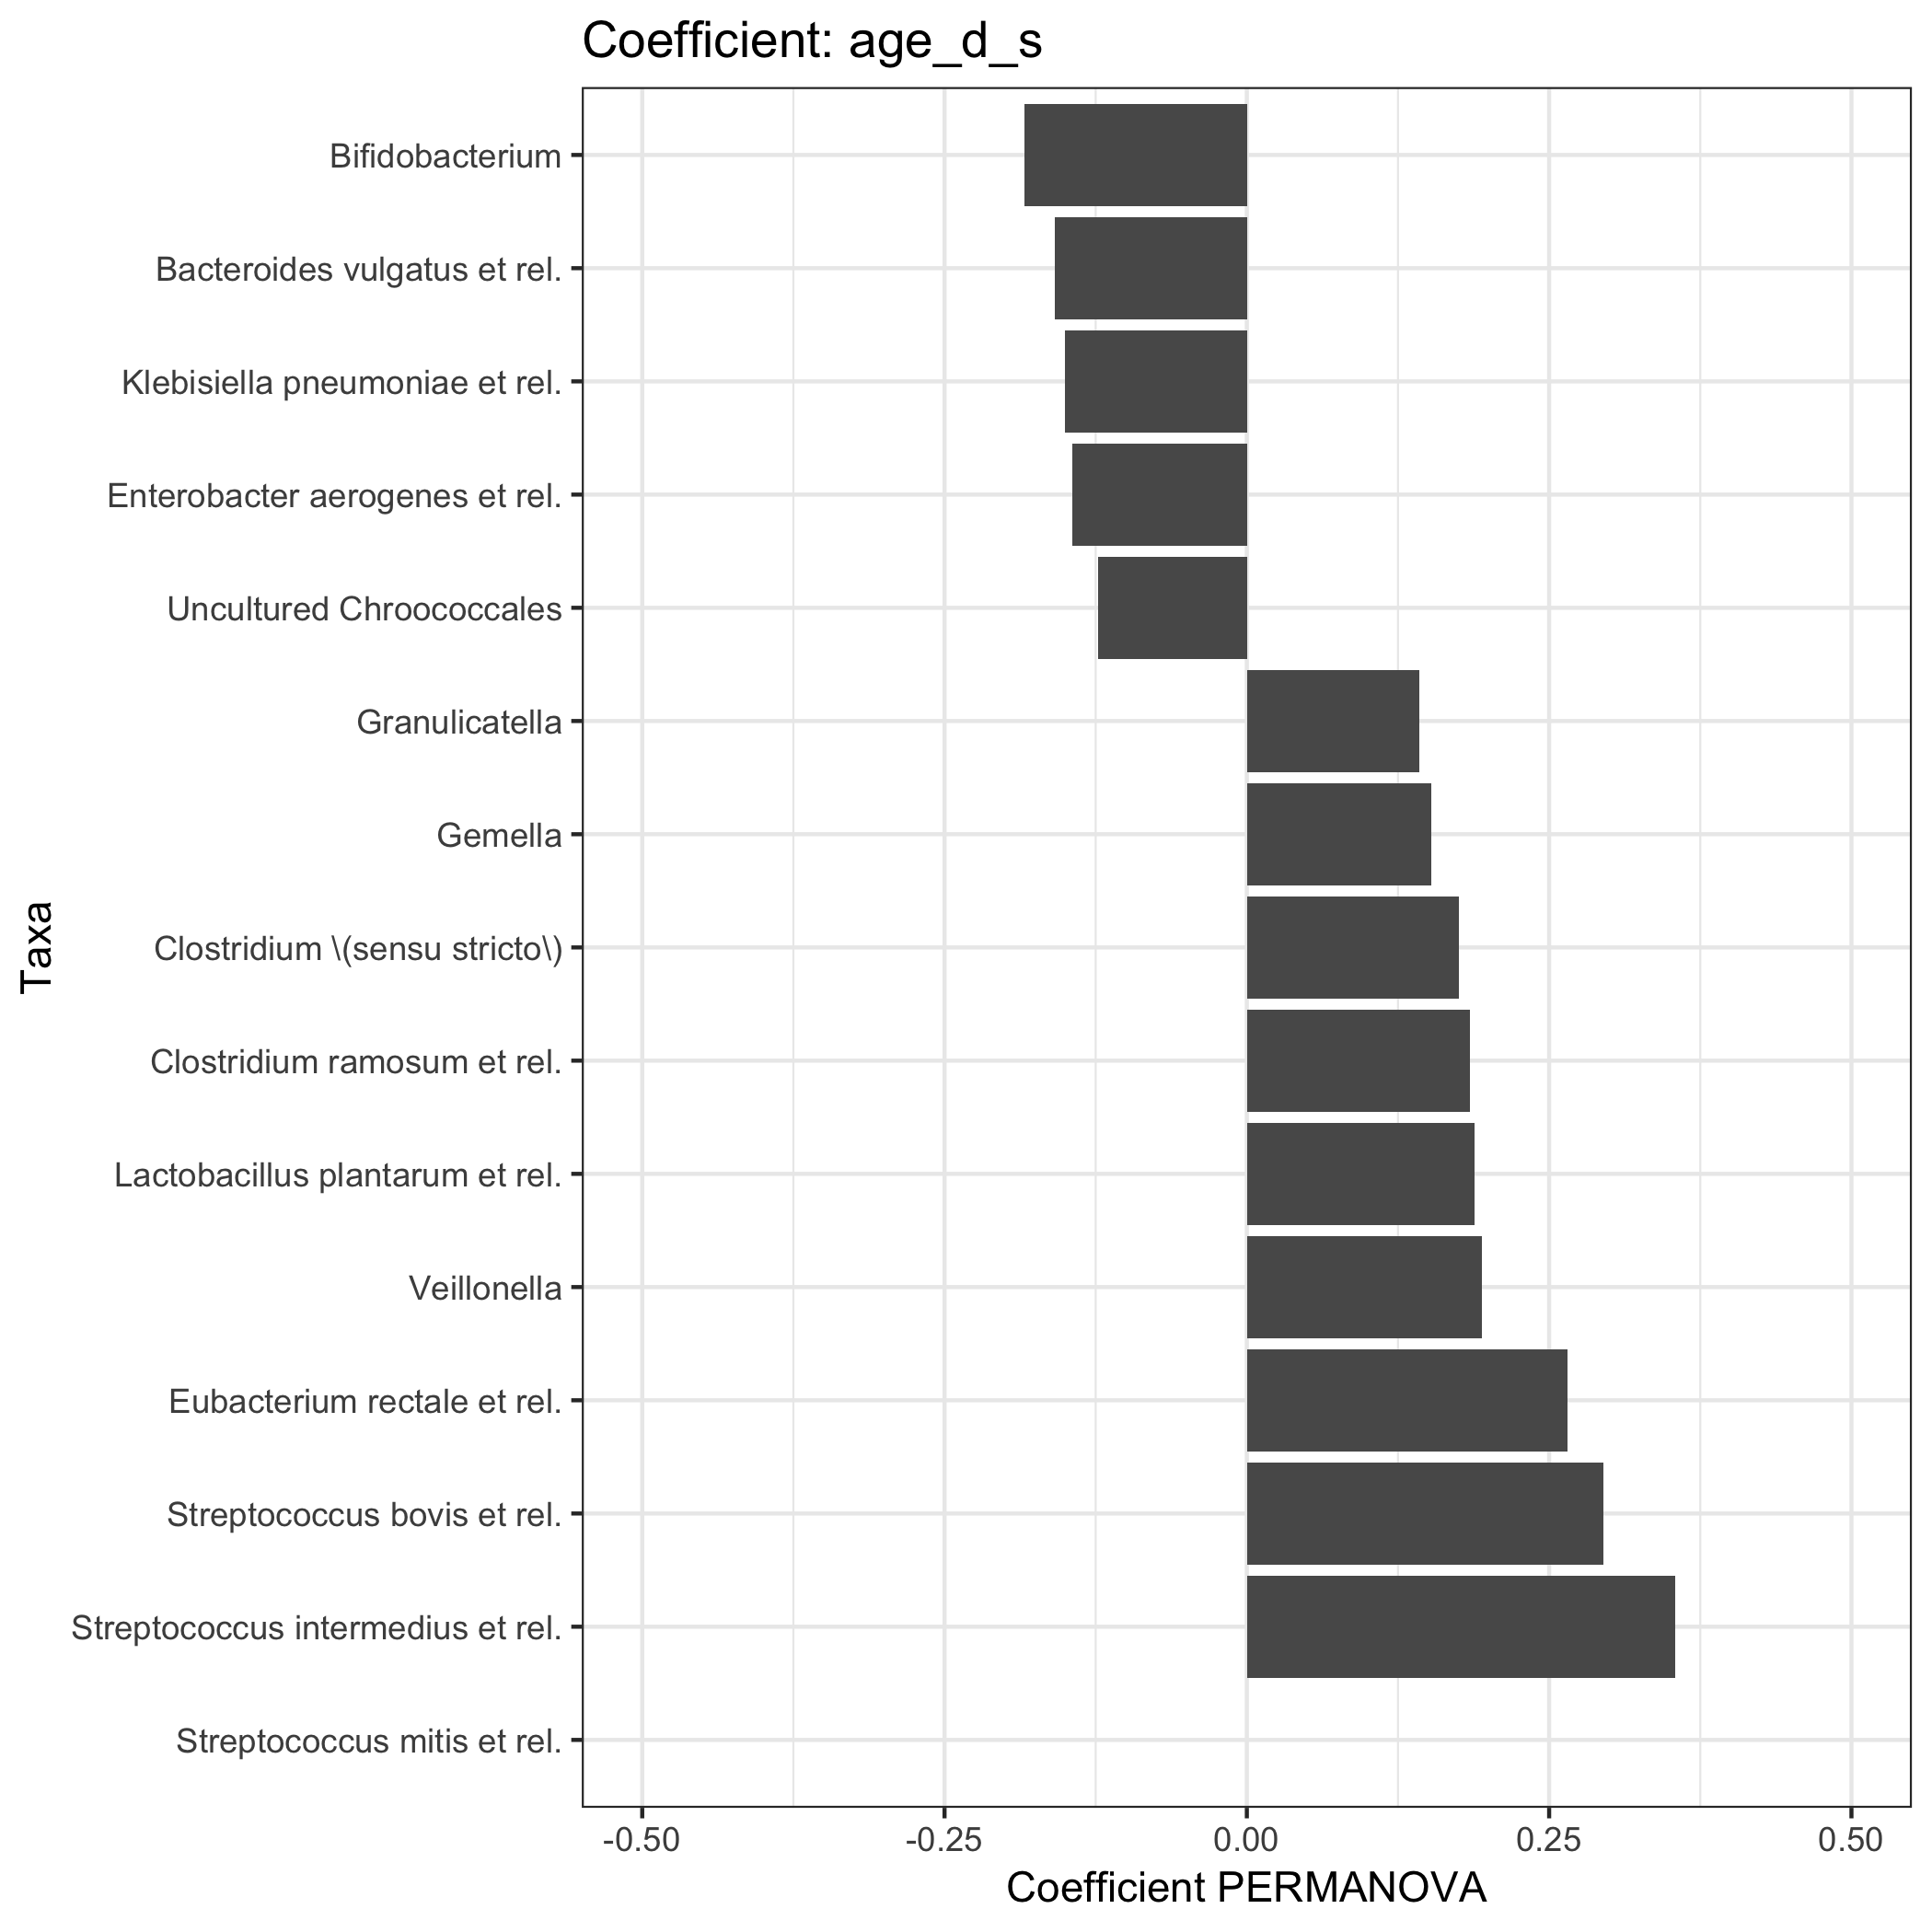 Coefficient: age_d_s
Bifidobacterium
Bacteroides vulgatus et rel.
Klebisiella pneumoniae et rel.
Enterobacter aerogenes et rel.
Uncultured Chroococcales
Granulicatella
Gemella
Clostridium \(sensu stricto\)
Clostridium ramosum et rel.
Lactobacillus plantarum et rel.
Veillonella
Eubacterium rectale et rel.
Streptococcus bovis et rel.
Streptococcus intermedius et rel.
Streptococcus mitis et rel.
Taxa
-0.50 -0.25 0.00 0.25 0.50
Coefficient PERMANOVA